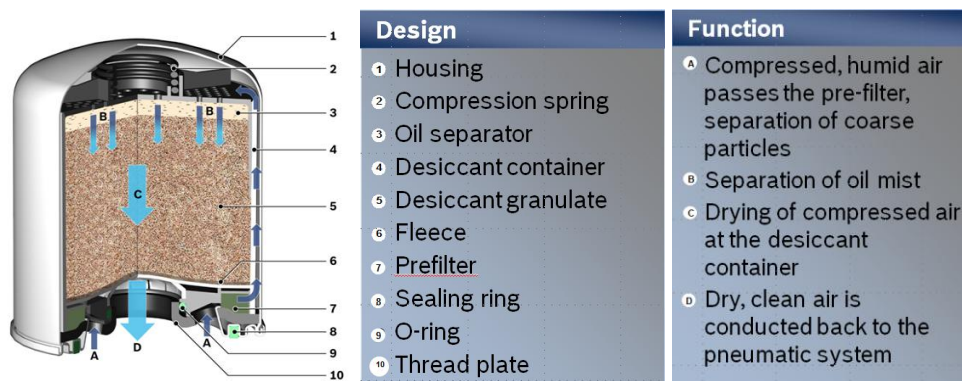 1
2
3
4
5
6
7
8
9
10
B
B
C
A
D
A
Design
1 Housing
2 Compression spring
3 Oil separator
4 Desiccant container
5 Desiccant granulate
6 Fleece
7 Prefilter
8 Sealing ring
9 O-ring
10 Thread plate
Function
A Compressed, humid air
passes the pre-filter,
separation of coarse
particles
B Separation of oil mist
C Drying of compressed air
at the desiccant
container
D Dry, clean air is
conducted back to the
pneumatic system